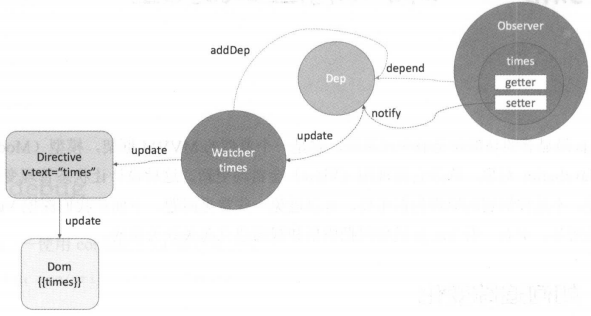 Observer
times
getter
setter
addDep
Dep
depend
notify
update
Watcher
times
update
Directive
v-text="times"
update
Dom
{{times}}